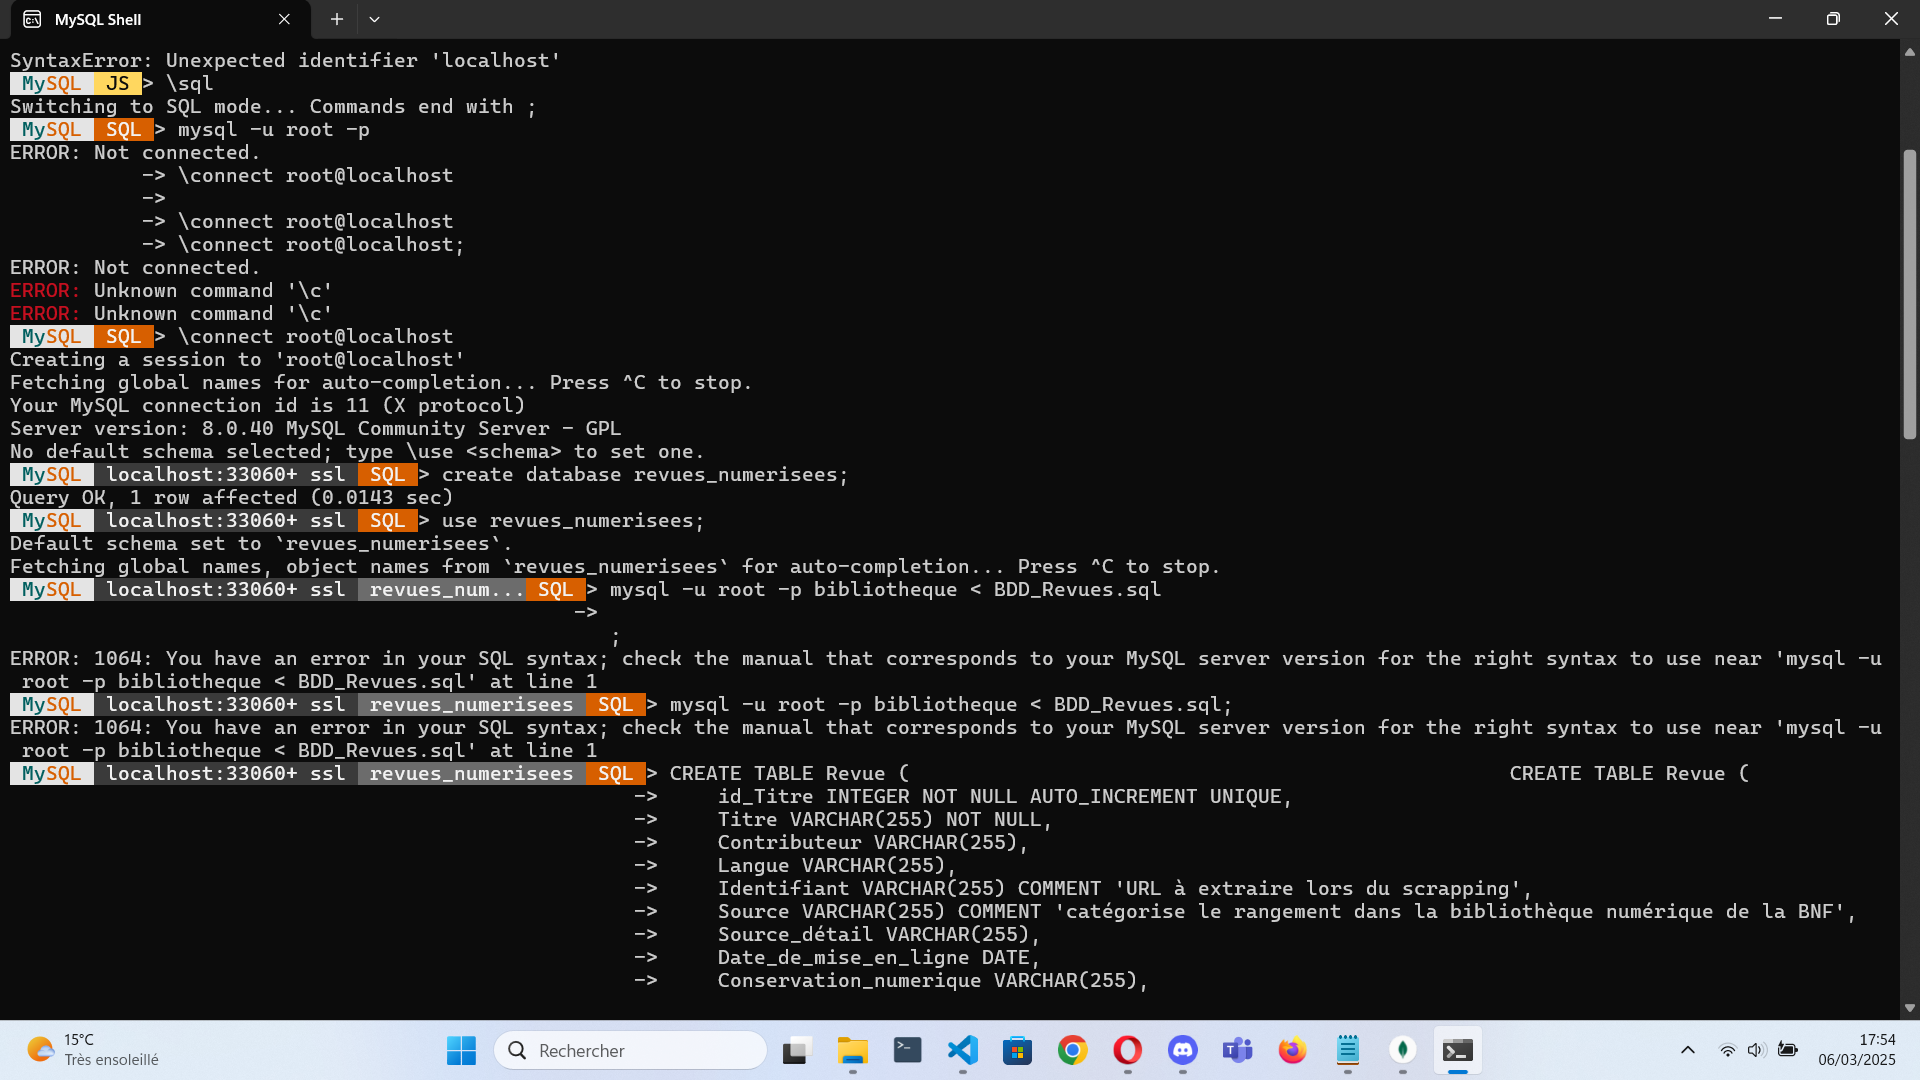 MySQL Shell
SyntaxError: Unexpected identifier 'localhost'
MySQL JS > \sql
Switching to SQL mode... Commands end with ;
MySQL SQL > mysql -u root -p
ERROR: Not connected.
-> \connect root@localhost
->
-> \connect root@localhost
-> \connect root@localhost;
ERROR: Not connected.
ERROR: Unknown command '\c'
ERROR: Unknown command '\c'
MySQL SQL > \connect root@localhost
Creating a session to 'root@localhost'
Fetching global names for auto-completion... Press ^C to stop.
Your MySQL connection id is 11 (X protocol)
Server version: 8.0.40 MySQL Community Server - GPL
No default schema selected; type \use <schema> to set one.
MySQL localhost:33060+ ssl SQL > create database revues_numerisees;
Query OK, 1 row affected (0.0143 sec)
MySQL localhost:33060+ ssl SQL > use revues_numerisees;
Default schema set to `revues_numerisees`.
Fetching global names, object names from `revues_numerisees` for auto-completion... Press ^C to stop.
MySQL localhost:33060+ ssl revues_num... SQL > mysql -u root -p bibliotheque < BDD_Revues.sql
->
;
ERROR: 1064: You have an error in your SQL syntax; check the manual that corresponds to your MySQL server version for the right syntax to use near 'mysql -u
root -p bibliotheque < BDD_Revues.sql' at line 1
MySQL localhost:33060+ ssl revues_numerisees SQL > mysql -u root -p bibliotheque < BDD_Revues.sql;
ERROR: 1064: You have an error in your SQL syntax; check the manual that corresponds to your MySQL server version for the right syntax to use near 'mysql -u
root -p bibliotheque < BDD_Revues.sql' at line 1
MySQL localhost:33060+ ssl revues_numerisees SQL > CREATE TABLE Revue ( CREATE TABLE Revue (
-> id_Titre INTEGER NOT NULL AUTO_INCREMENT UNIQUE,
-> Titre VARCHAR(255) NOT NULL,
-> Contributeur VARCHAR(255),
-> Langue VARCHAR(255),
-> Identifiant VARCHAR(255) COMMENT 'URL à extraire lors du scrapping',
-> Source VARCHAR(255) COMMENT 'catégorise le rangement dans la bibliothèque numérique de la BNF',
-> Source_détail VARCHAR(255),
-> Date_de_mise_en_ligne DATE,
-> Conservation_numerique VARCHAR(255),
15°C
Très ensoleillé
Rechercher
17:54
06/03/2025